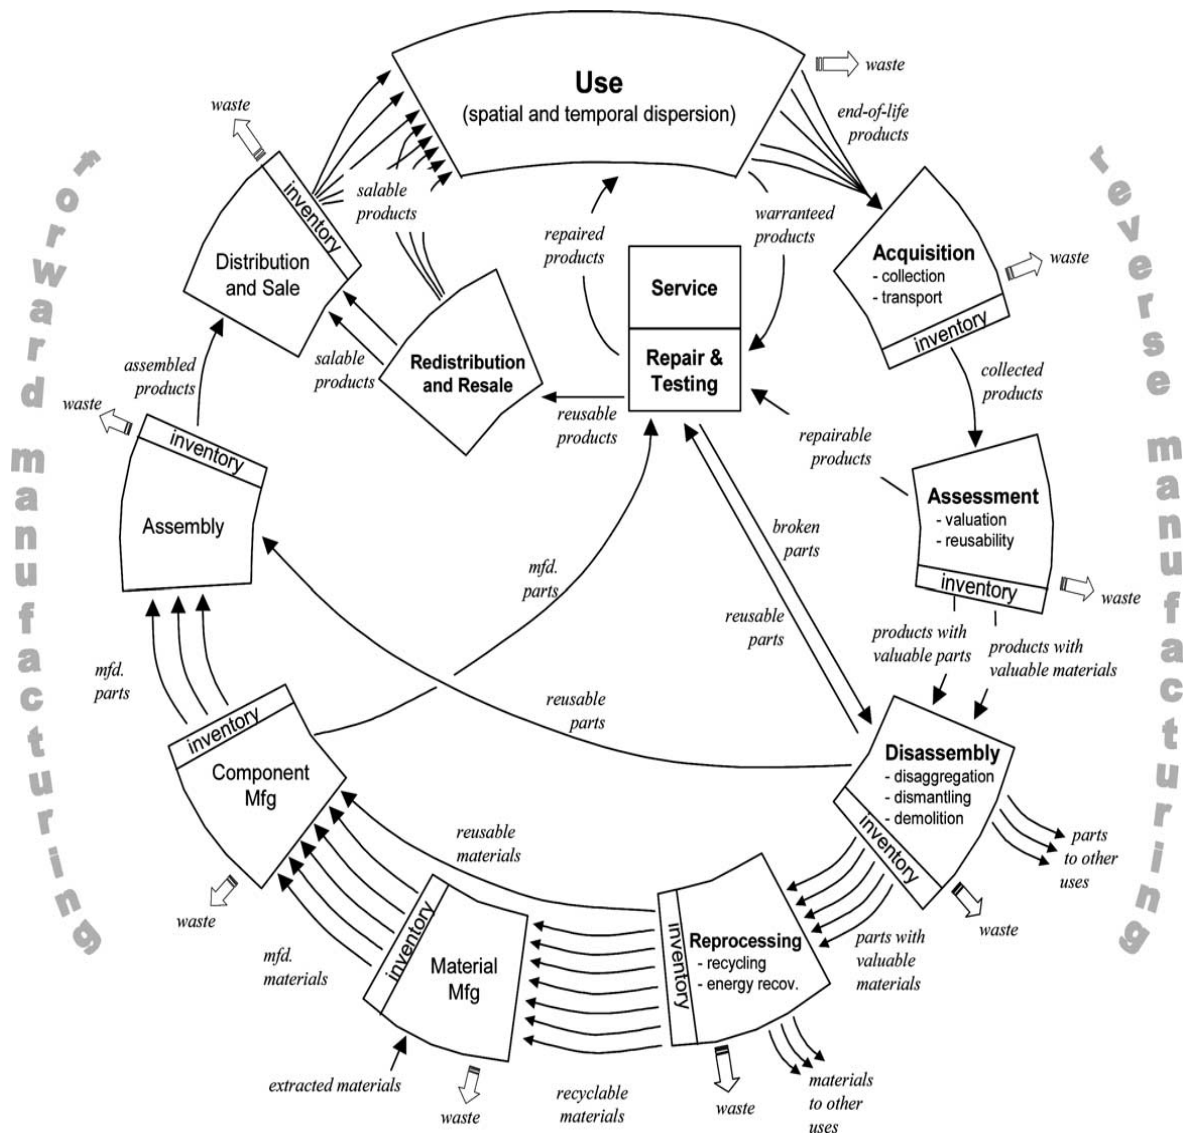 Use
(spatial and temporal dispersion)
waste
end-of-life
products
waste
inventory
Distribution
and Sale
salable
products
repaired
products
warranteed
products
Acquisition
- collection
- transport
inventory
waste
Service
Repair &
Testing
salable
products
Redistribution
and Resale
reusable
products
assembled
products
collected
products
waste
inventory
Assembly
repairable
products
Assessment
- valuation
- reusability
inventory
waste
broken
parts
mfd.
parts
reusable
parts
products with
valuable parts
products with
valuable materials
mfd.
parts
reusable
parts
inventory
Component
Mfg
waste
Disassembly
- disaggregation
- dismantling
- demolition
inventory
parts
to other
uses
waste
reusable
materials
mfd.
materials
inventory
Material
Mfg
extracted materials
waste
recyclable
materials
inventory
Reprocessing
- recycling
- energy recov.
parts with
valuable
materials
waste
materials
to other
uses
forward manufacturing
reverse manufacturing